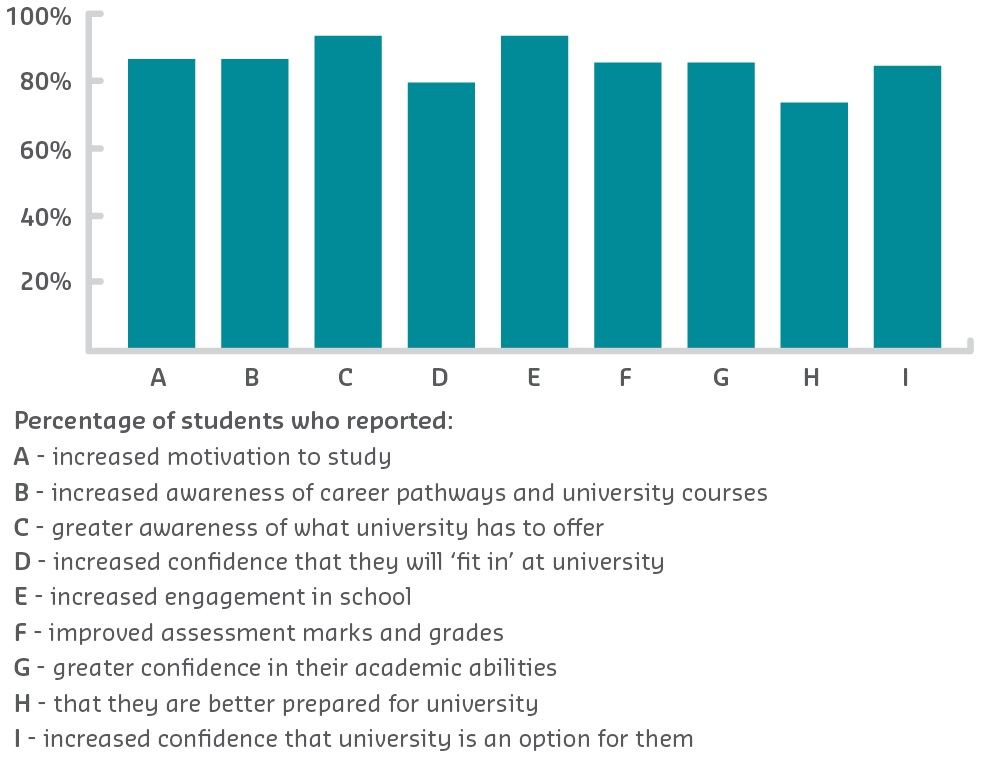 100%
80%
60%
40%
20%
A B C D E F G H I
Percentage of students who reported:
A - increased motivation to study
B - increased awareness of career pathways and university courses
C - greater awareness of what university has to offer
D - increased confidence that they will ‘fit in’ at university
E - increased engagement in school
F - improved assessment marks and grades
G - greater confidence in their academic abilities
H - that they are better prepared for university
I - increased confidence that university is an option for them